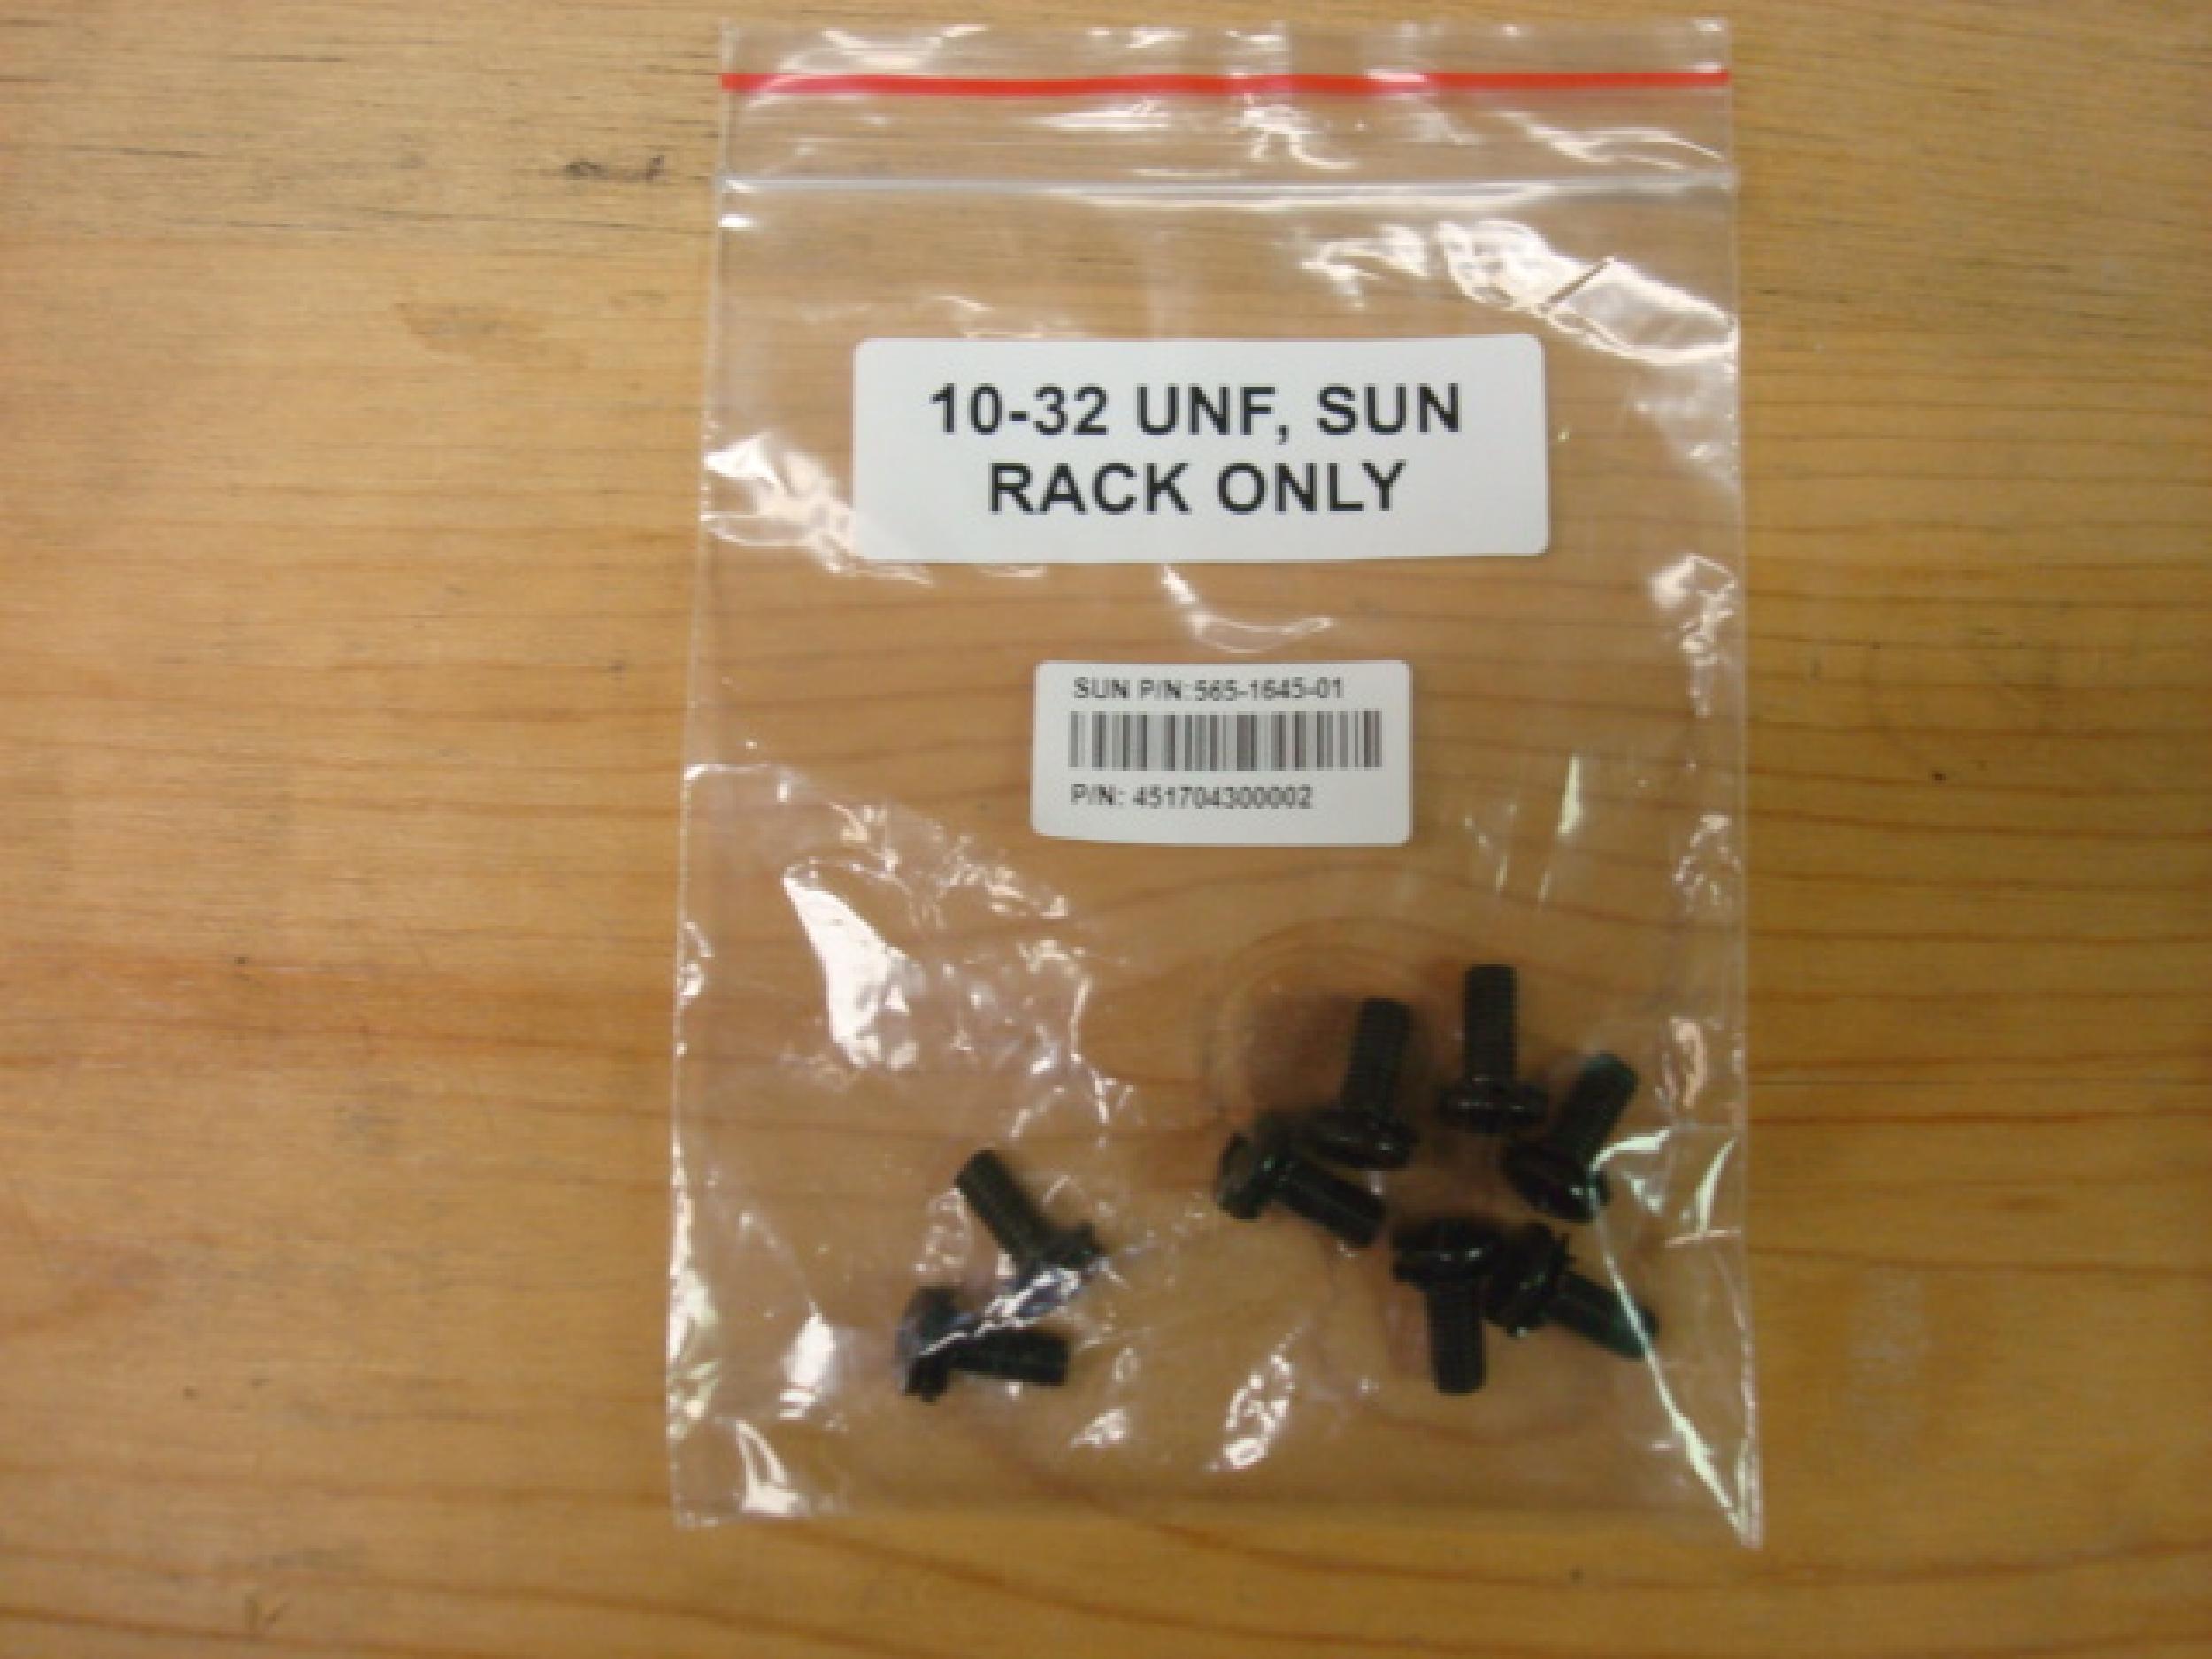 10-32 UNF, SUN
RACK ONLY
SUN P/N: 565-1645-01
P/N: 451704300002